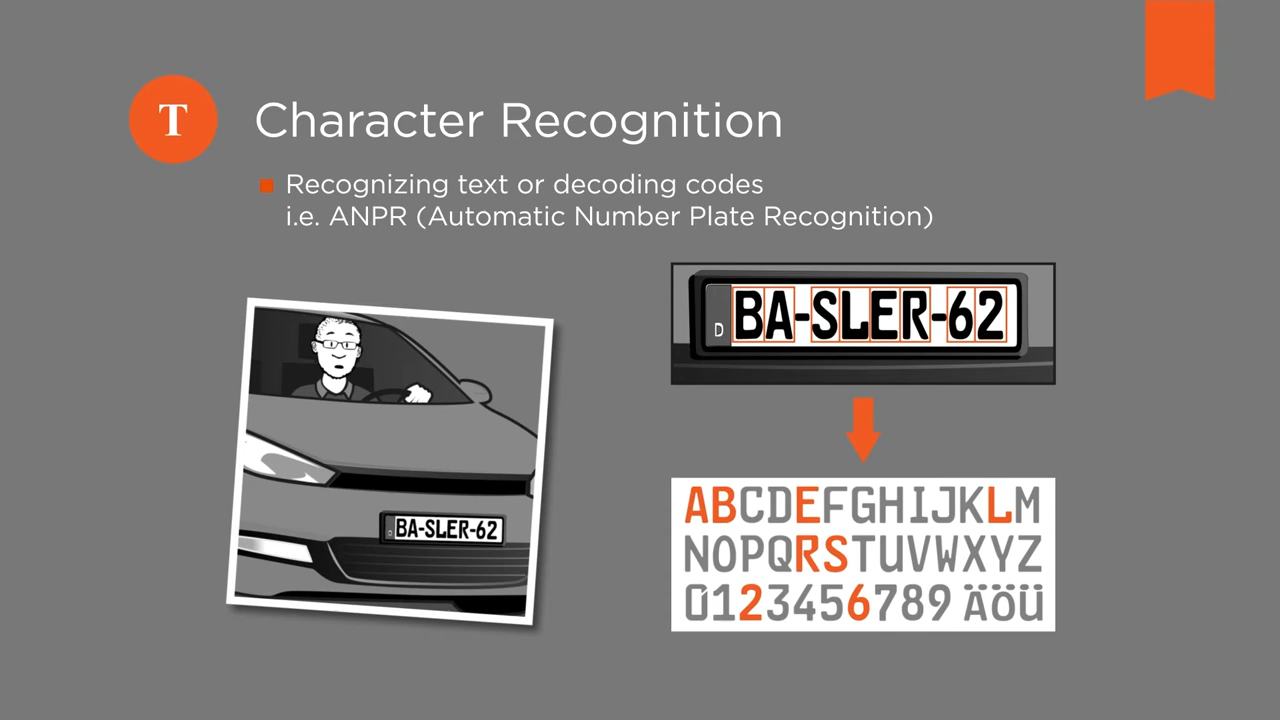 T
Character Recognition
Recognizing text or decoding codes
i.e. ANPR (Automatic Number Plate Recognition)
D BA-SLER-62
D BA-SLER-62
ABCDEFGHIJKLM
NOPQRSTUVWXYZ
0123456789 ÄÖÜ